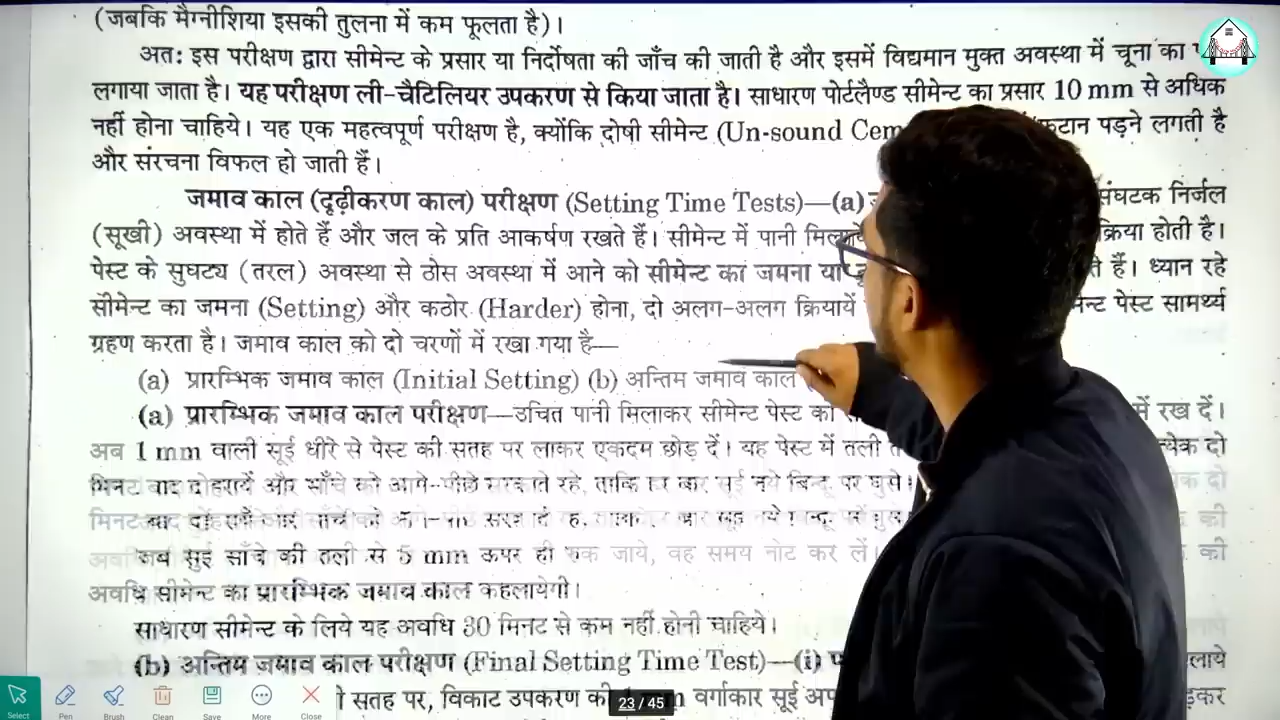 (जबकि मैग्नीशिया इसकी तुलना में कम फूलता है)।
अत: इस परीक्षण द्वारा सीमेन्ट के प्रसार या निर्दोषता की जाँच की जाती है और इसमें विद्यमान मुक्त अवस्था में चूना का
लगाया जाता है। यह परीक्षण ली-चैटिलियर उपकरण से किया जाता है। साधारण पोर्टलैण्ड सीमेन्ट का प्रसार 10 mm से अधिक
नहीं होना चाहिये। यह एक महत्वपूर्ण परीक्षण है, क्योंकि दोषी सीमेन्ट (Un-sound Cem पड़ने लगती है
और संरचना विफल हो जाती हैं।
जमाव काल (दृढ़ीकरण काल) परीक्षण (Setting Time Tests)—(a) संघटक निर्जल
(सूखी) अवस्था में होते हैं और जल के प्रति आकर्षण रखते हैं। सीमेन्ट में पानी क्रिया होती है।
पेस्ट के सुघट्य (तरल) अवस्था से ठोस अवस्था में आने को सीमेन्ट का जमना या हैं। ध्यान रहे
सीमेन्ट का जमना (Setting) और कठोर (Harder) होना, दो अलग-अलग क्रियायें पेस्ट सामर्थ्य
ग्रहण करता है। जमाव काल को दो चरणों में रखा गया है—
(a) प्रारम्भिक जमाव काल (Initial Setting) (b) अन्तिम जमाव काल
(a) प्रारम्भिक जमाव काल परीक्षण—उचित पानी मिलाकर सीमेन्ट पेस्ट को में रख दें।
अब 1 mm वाली सूई धीरे से पेस्ट की सतह पर लाकर एकदम छोड़ दें। यह पेस्ट में तली दो
जब सुई साँचे की तली से 5 mm ऊपर ही रुक जाये, वह समय नोट कर लें। की
अवधि सीमेन्ट का प्रारम्भिक जमाव काल कहलायेगी।
साधारण सीमेन्ट के लिये यह अवधि 30 मिनट से कम नहीं होनी चाहिये।
(b) अन्तिम जमाव काल परीक्षण (Final Setting Time Test)—(i)
सतह पर, विकाट उपकरण की 1 mm वर्गाकार सूई
Select Pen Brush Clean Save More Close
23 / 45